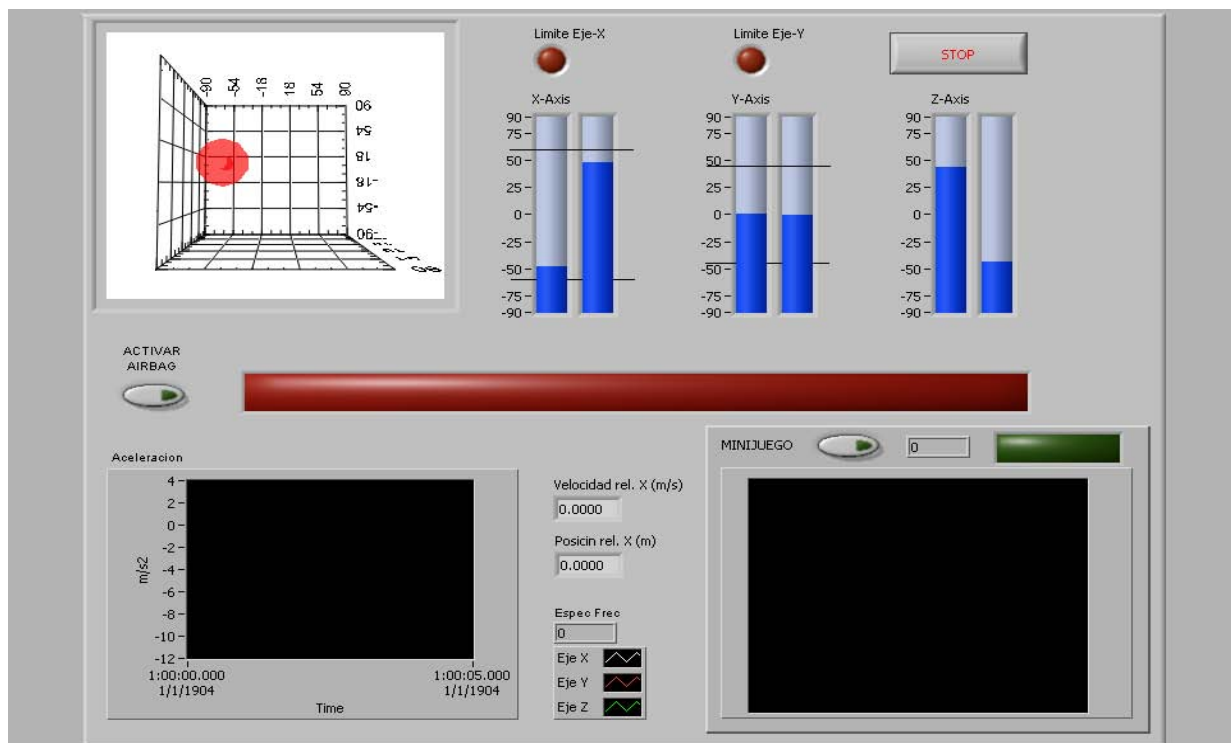 Limite Eje-X
Limite Eje-Y
STOP
-90 -54 -18 18 54 90
90
54
18
-18
-54
-90
X-Axis
90
75
50
25
0
-25
-50
-75
-90
Y-Axis
90
75
50
25
0
-25
-50
-75
-90
Z-Axis
90
75
50
25
0
-25
-50
-75
-90
ACTIVAR
AIRBAG
Aceleracion
4
2
0
-2
-4
-6
-8
-10
-12
m/s2
1:00:00.000 1:00:05.000
1/1/1904 1/1/1904
Time
Velocidad rel. X (m/s)
0.0000
Posicin rel. X (m)
0.0000
Espec Frec
0
Eje X
Eje Y
Eje Z
MINIJUEGO
0